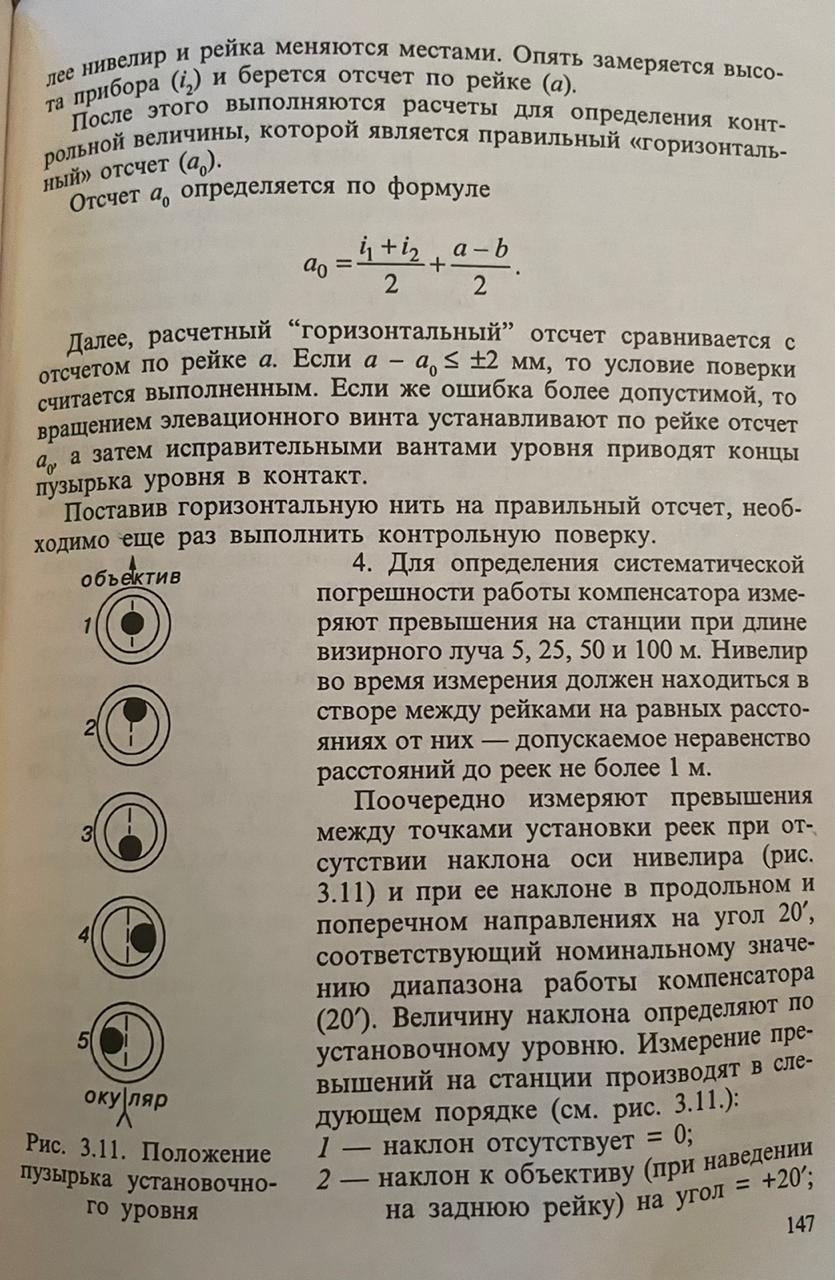 лее нивелир и рейка меняются местами. Опять замеряется высо-
та прибора (i₂) и берется отсчет по рейке (a).
После этого выполняются расчеты для определения конт-
рольной величины, которой является правильный «горизонталь-
ный» отсчет (a₀).
Отсчет a₀ определяется по формуле
a₀ = (i₁ + i₂)/2 + (a – b)/2.
Далее, расчетный “горизонтальный” отсчет сравнивается с
отсчетом по рейке a. Если a – a₀ ≤ ±2 мм, то условие поверки
считается выполненным. Если же ошибка более допустимой, то
вращением элевационного винта устанавливают по рейке отсчет
a₀, а затем исправительными вантами уровня приводят концы
пузырька уровня в контакт.
Поставив горизонтальную нить на правильный отсчет, необ-
ходимо еще раз выполнить контрольную поверку.
объектив
1
2
3
4
5
окуляр
Рис. 3.11. Положение
пузырька установочно-
го уровня
4. Для определения систематической
погрешности работы компенсатора изме-
ряют превышения на станции при длине
визирного луча 5, 25, 50 и 100 м. Нивелир
во время измерения должен находиться в
створе между рейками на равных рассто-
яниях от них — допускаемое неравенство
расстояний до реек не более 1 м.
Поочередно измеряют превышения
между точками установки реек при от-
сутствии наклона оси нивелира (рис.
3.11) и при ее наклоне в продольном и
поперечном направлениях на угол 20′,
соответствующий номинальному значе-
нию диапазона работы компенсатора
(20′). Величину наклона определяют по
установочному уровню. Измерение пре-
вышений на станции производят в сле-
дующем порядке (см. рис. 3.11.):
1 — наклон отсутствует = 0;
2 — наклон к объективу (при наведении
на заднюю рейку) на угол = +20′;
147